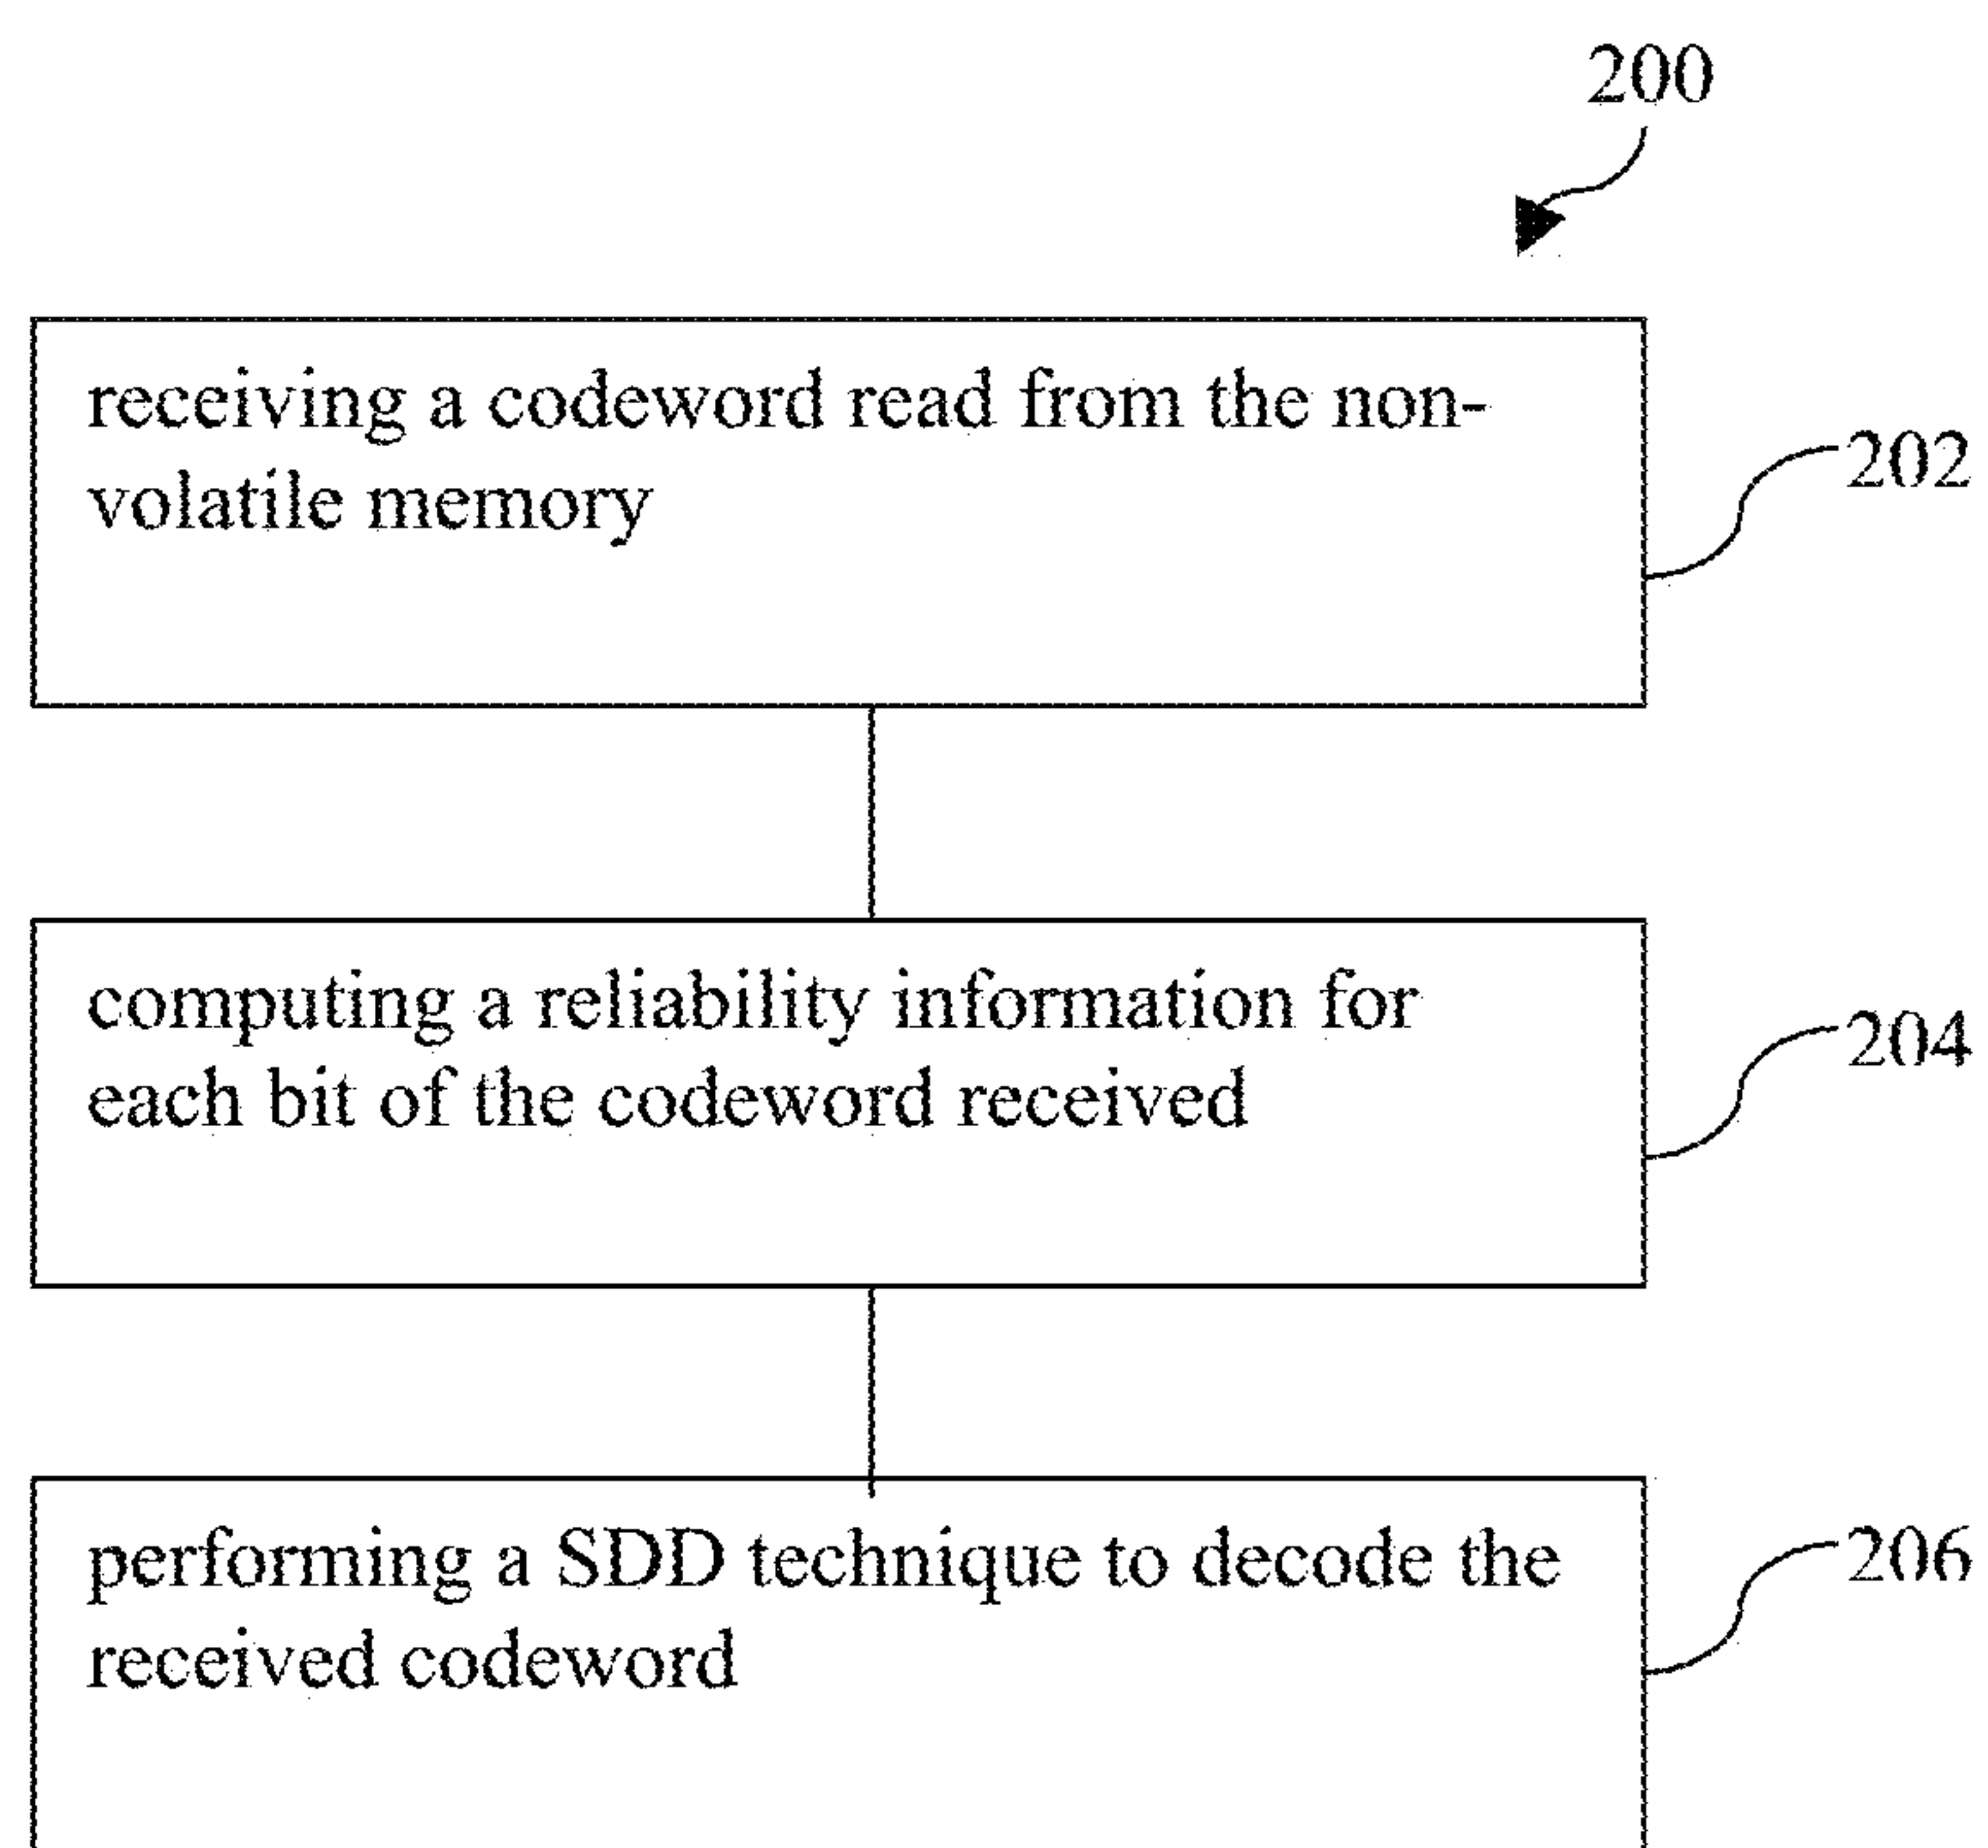 200
receiving a codeword read from the non-
volatile memory
202
computing a reliability information for
each bit of the codeword received
204
performing a SDD technique to decode the
received codeword
206